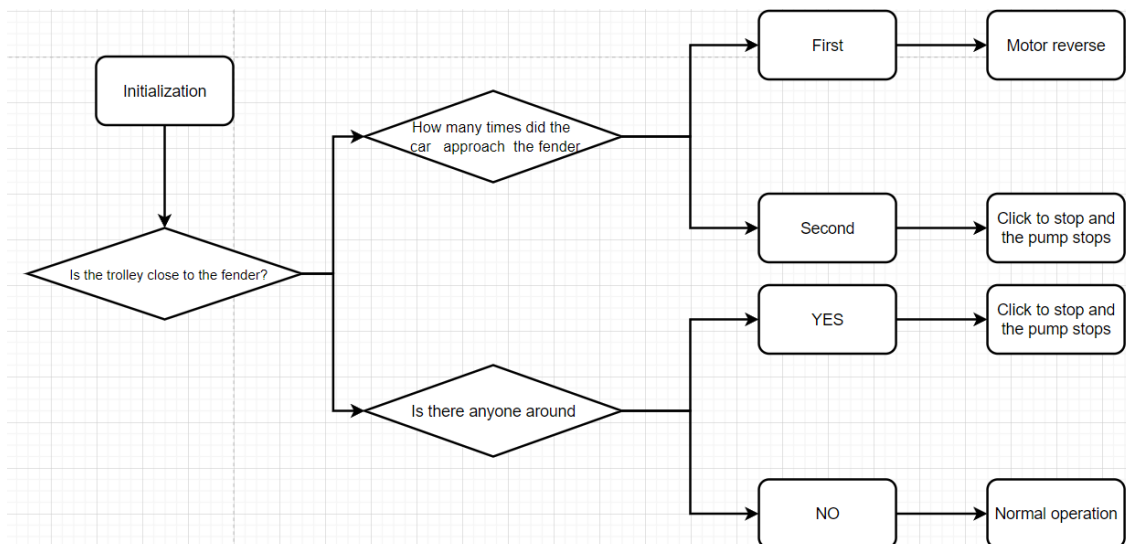 First
Motor reverse
Initialization
How many times did the
car approach the fender
Second
Click to stop and
the pump stops
Is the trolley close to the fender?
YES
Click to stop and
the pump stops
Is there anyone around
NO
Normal operation